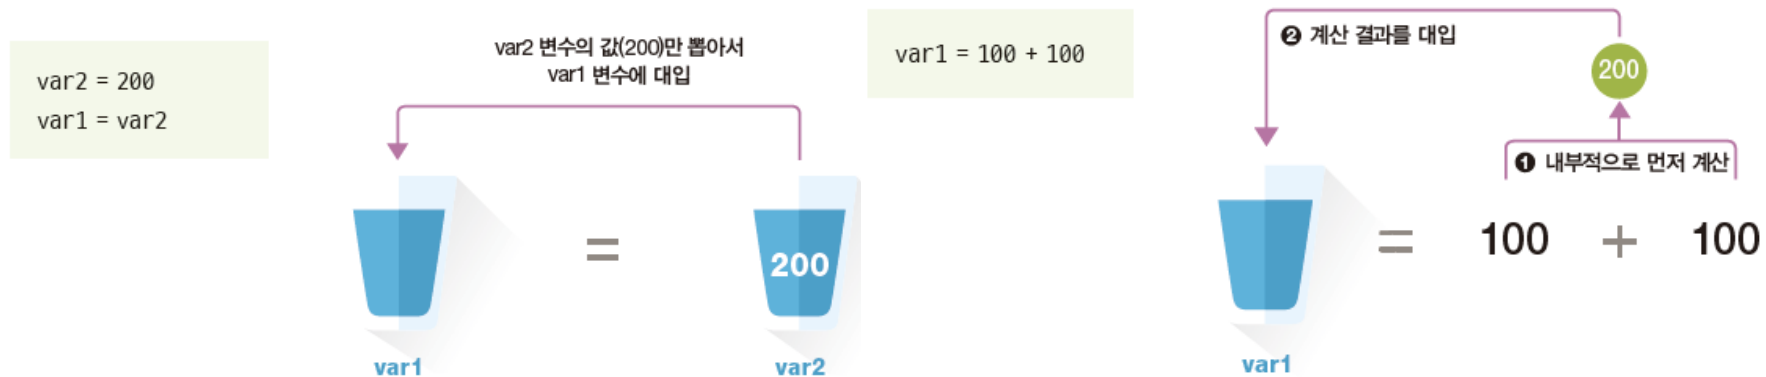 var2 = 200
var1 = var2
var2 변수의 값(200)만 뽑아서
var1 변수에 대입
=
200
var1
var2
var1 = 100 + 100
❷ 계산 결과를 대입
200
❶ 내부적으로 먼저 계산
= 100 + 100
var1